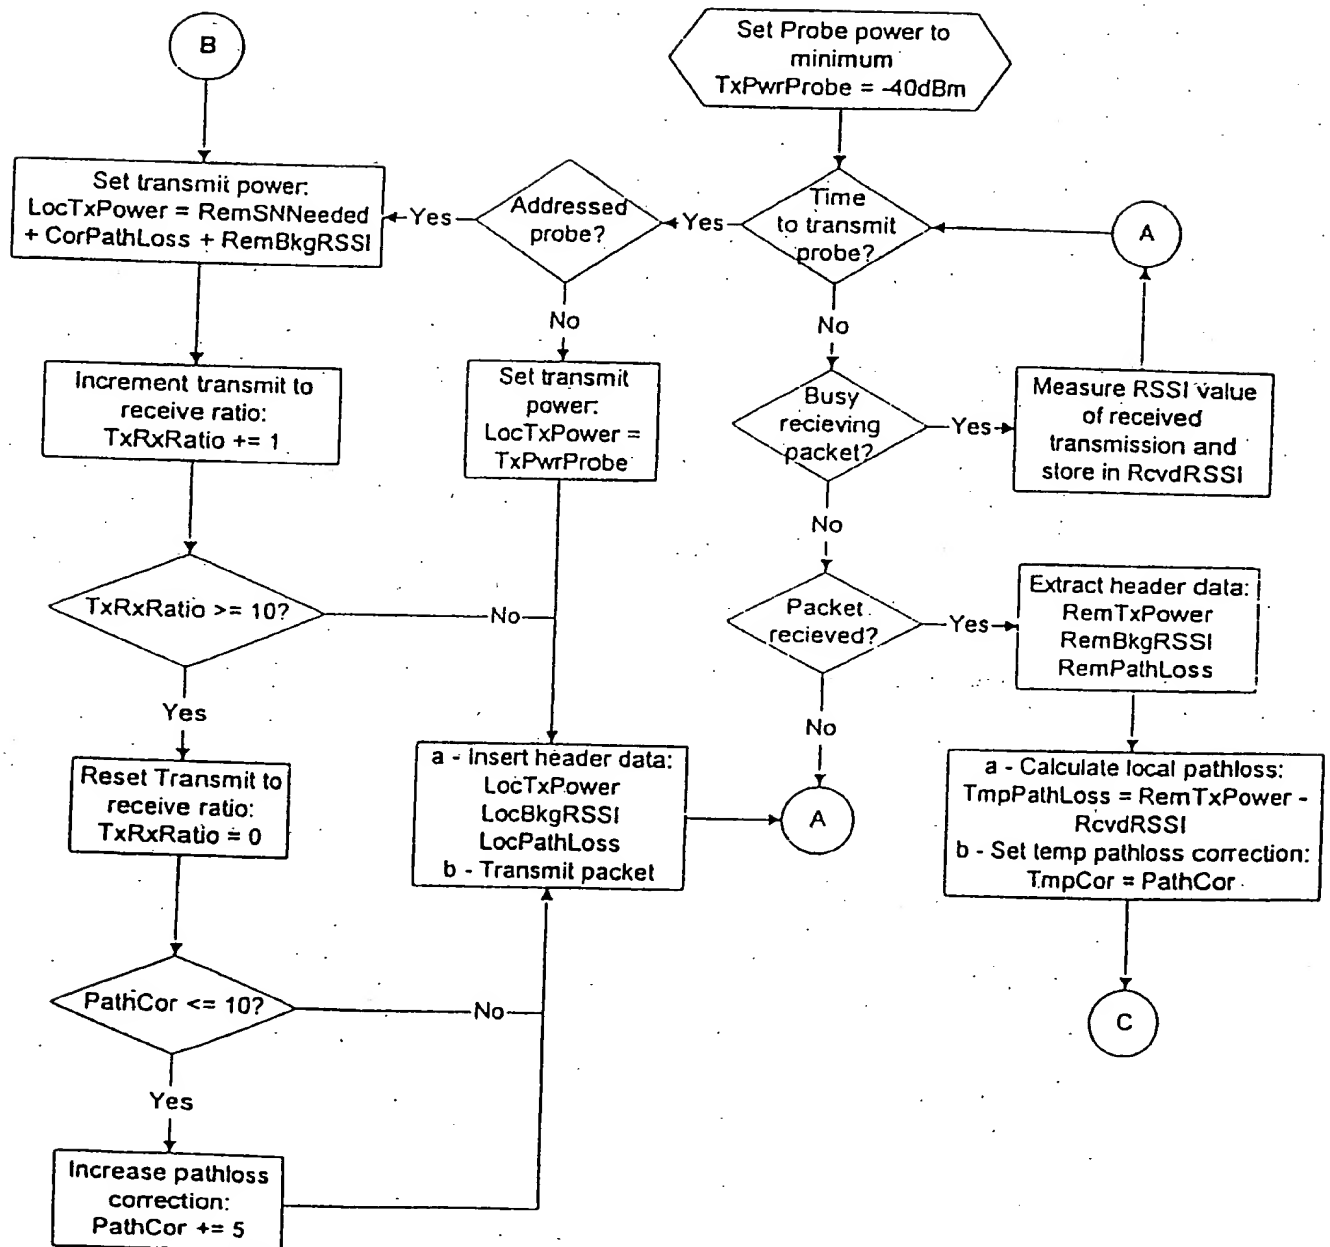 B
Set Probe power to
minimum
TxPwrProbe = -40dBm
Set transmit power:
LocTxPower = RemSNNeeded
+ CorPathLoss + RemBkgRSSI
Yes
Addressed
probe?
Yes
Time
to transmit
probe?
A
No
No
Increment transmit to
receive ratio:
TxRxRatio += 1
Set transmit
power:
LocTxPower =
TxPwrProbe
Busy
recieving
packet?
Yes
Measure RSSI value
of received
transmission and
store in RcvdRSSI
No
TxRxRatio >= 10?
No
Packet
recieved?
Yes
Extract header data:
RemTxPower
RemBkgRSSI
RemPathLoss
Yes
No
Reset Transmit to
receive ratio:
TxRxRatio = 0
a - Insert header data:
LocTxPower
LocBkgRSSI
LocPathLoss
b - Transmit packet
A
a - Calculate local pathloss:
TmpPathLoss = RemTxPower -
RcvdRSSI
b - Set temp pathloss correction:
TmpCor = PathCor
PathCor <= 10?
No
C
Yes
Increase pathloss
correction:
PathCor += 5